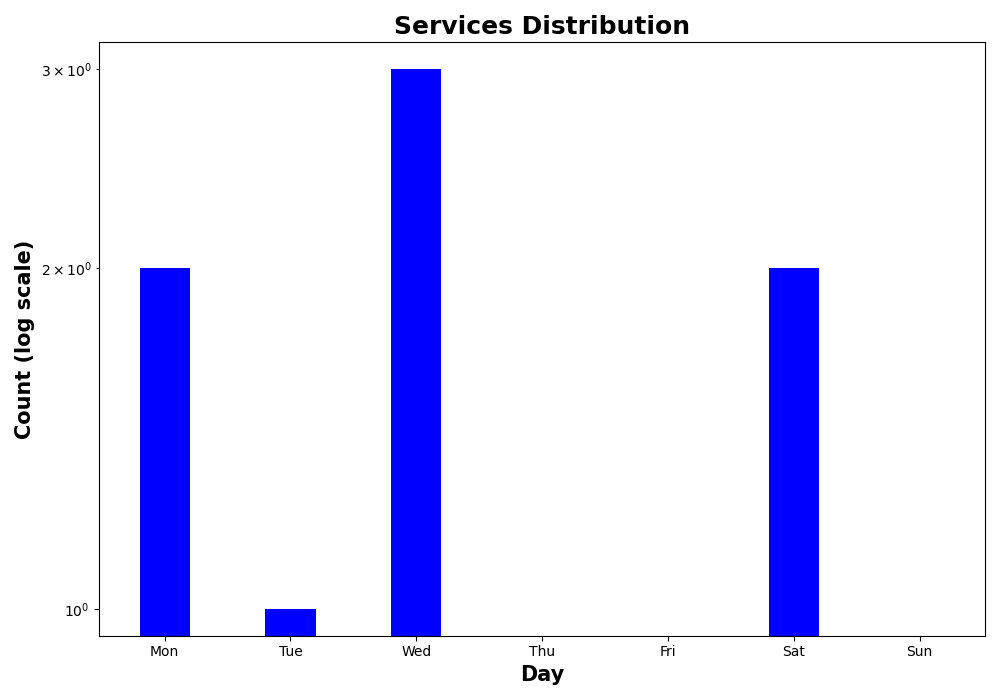 Services Distribution
Count (log scale)
3 × 10⁰
2 × 10⁰
10⁰
Mon Tue Wed Thu Fri Sat Sun
Day